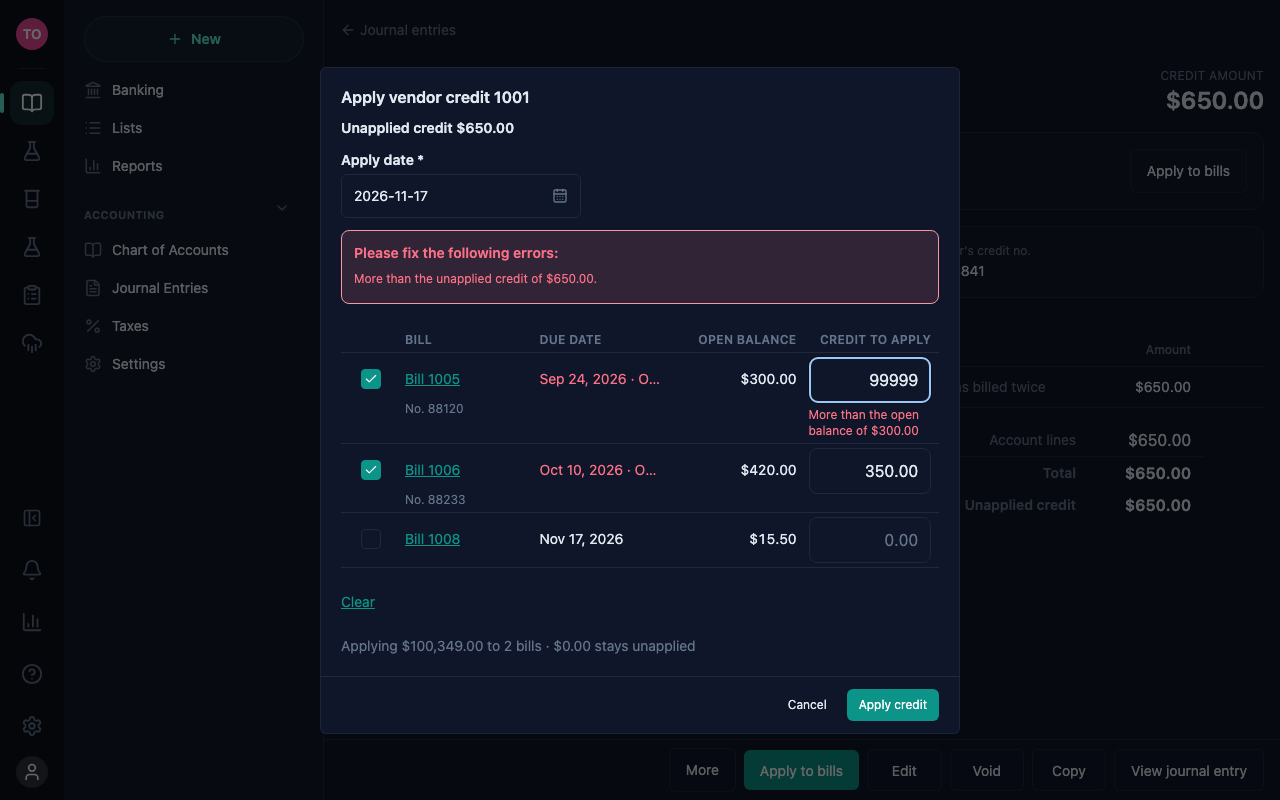 TO
New
Journal entries
Banking
Lists
Reports
ACCOUNTING
Chart of Accounts
Journal Entries
Taxes
Settings
CREDIT AMOUNT
$650.00
Apply to bills
r's credit no.
841
Amount
s billed twice
$650.00
Account lines
$650.00
Total
$650.00
Unapplied credit
$650.00
Apply vendor credit 1001
Unapplied credit $650.00
Apply date *
2026-11-17
Please fix the following errors:
More than the unapplied credit of $650.00.
BILL DUE DATE OPEN BALANCE CREDIT TO APPLY
Bill 1005 Sep 24, 2026 · O... $300.00 99999
No. 88120
More than the open
balance of $300.00
Bill 1006 Oct 10, 2026 · O... $420.00 350.00
No. 88233
Bill 1008 Nov 17, 2026 $15.50 0.00
Clear
Applying $100,349.00 to 2 bills · $0.00 stays unapplied
Cancel
Apply credit
More
Apply to bills
Edit
Void
Copy
View journal entry